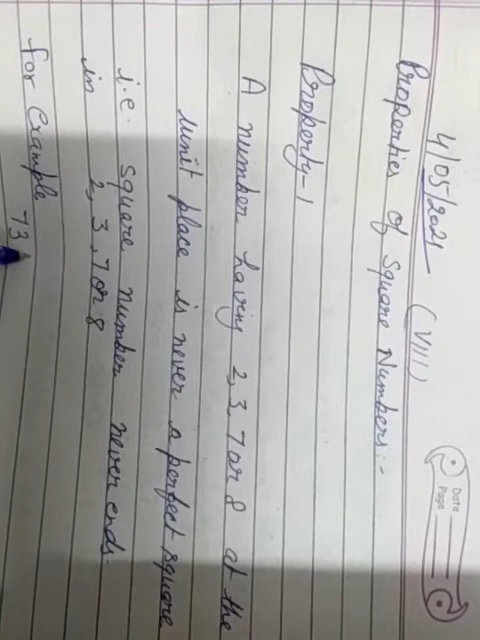 Date
Page
4/05/2021 (VIII)
Properties of Square Numbers:-
Property-1
A number having 2, 3, 7 or 8 at the
unit place is never a perfect square
i.e. square number never ends
in 2, 3, 7 or 8
for Example 73